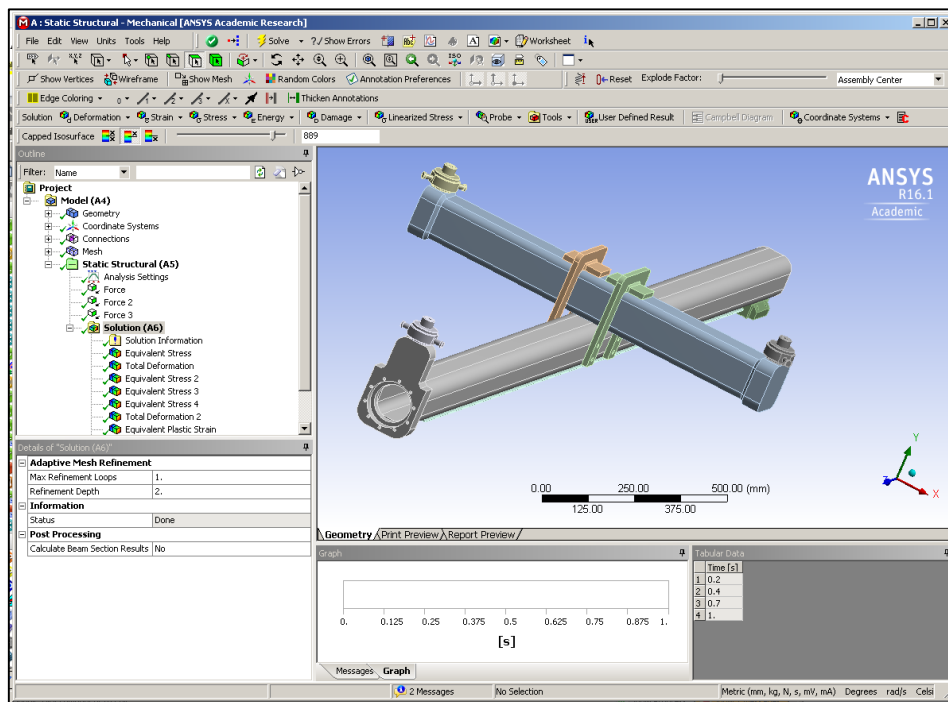 A : Static Structural - Mechanical [ANSYS Academic Research]
File Edit View Units Tools Help Solve ?/ Show Errors Worksheet
Show Vertices Wireframe Show Mesh Random Colors Annotation Preferences Reset Explode Factor: Assembly Center
Edge Coloring Thicken Annotations
Solution Deformation Strain Stress Energy Damage Linearized Stress Probe Tools User Defined Result Campbell Diagram Coordinate Systems
Capped Isosurface 889
Outline
Filter: Name
Project
Model (A4)
Geometry
Coordinate Systems
Connections
Mesh
Static Structural (A5)
Analysis Settings
Force
Force 2
Force 3
Solution (A6)
Solution Information
Equivalent Stress
Total Deformation
Equivalent Stress 2
Equivalent Stress 3
Equivalent Stress 4
Total Deformation 2
Equivalent Plastic Strain
Details of "Solution (A6)"
Adaptive Mesh Refinement
Max Refinement Loops 1.
Refinement Depth 2.
Information
Status Done
Post Processing
Calculate Beam Section Results No
ANSYS
R16.1
Academic
Y
Z
X
0.00 250.00 500.00 (mm)
125.00 375.00
Geometry Print Preview Report Preview
Graph
0. 0.125 0.25 0.375 0.5 0.625 0.75 0.875 1.
[s]
Messages Graph
Tabular Data
Time [s]
1 0.2
2 0.4
3 0.7
4 1.
2 Messages No Selection Metric (mm, kg, N, s, mV, mA) Degrees rad/s Celsi